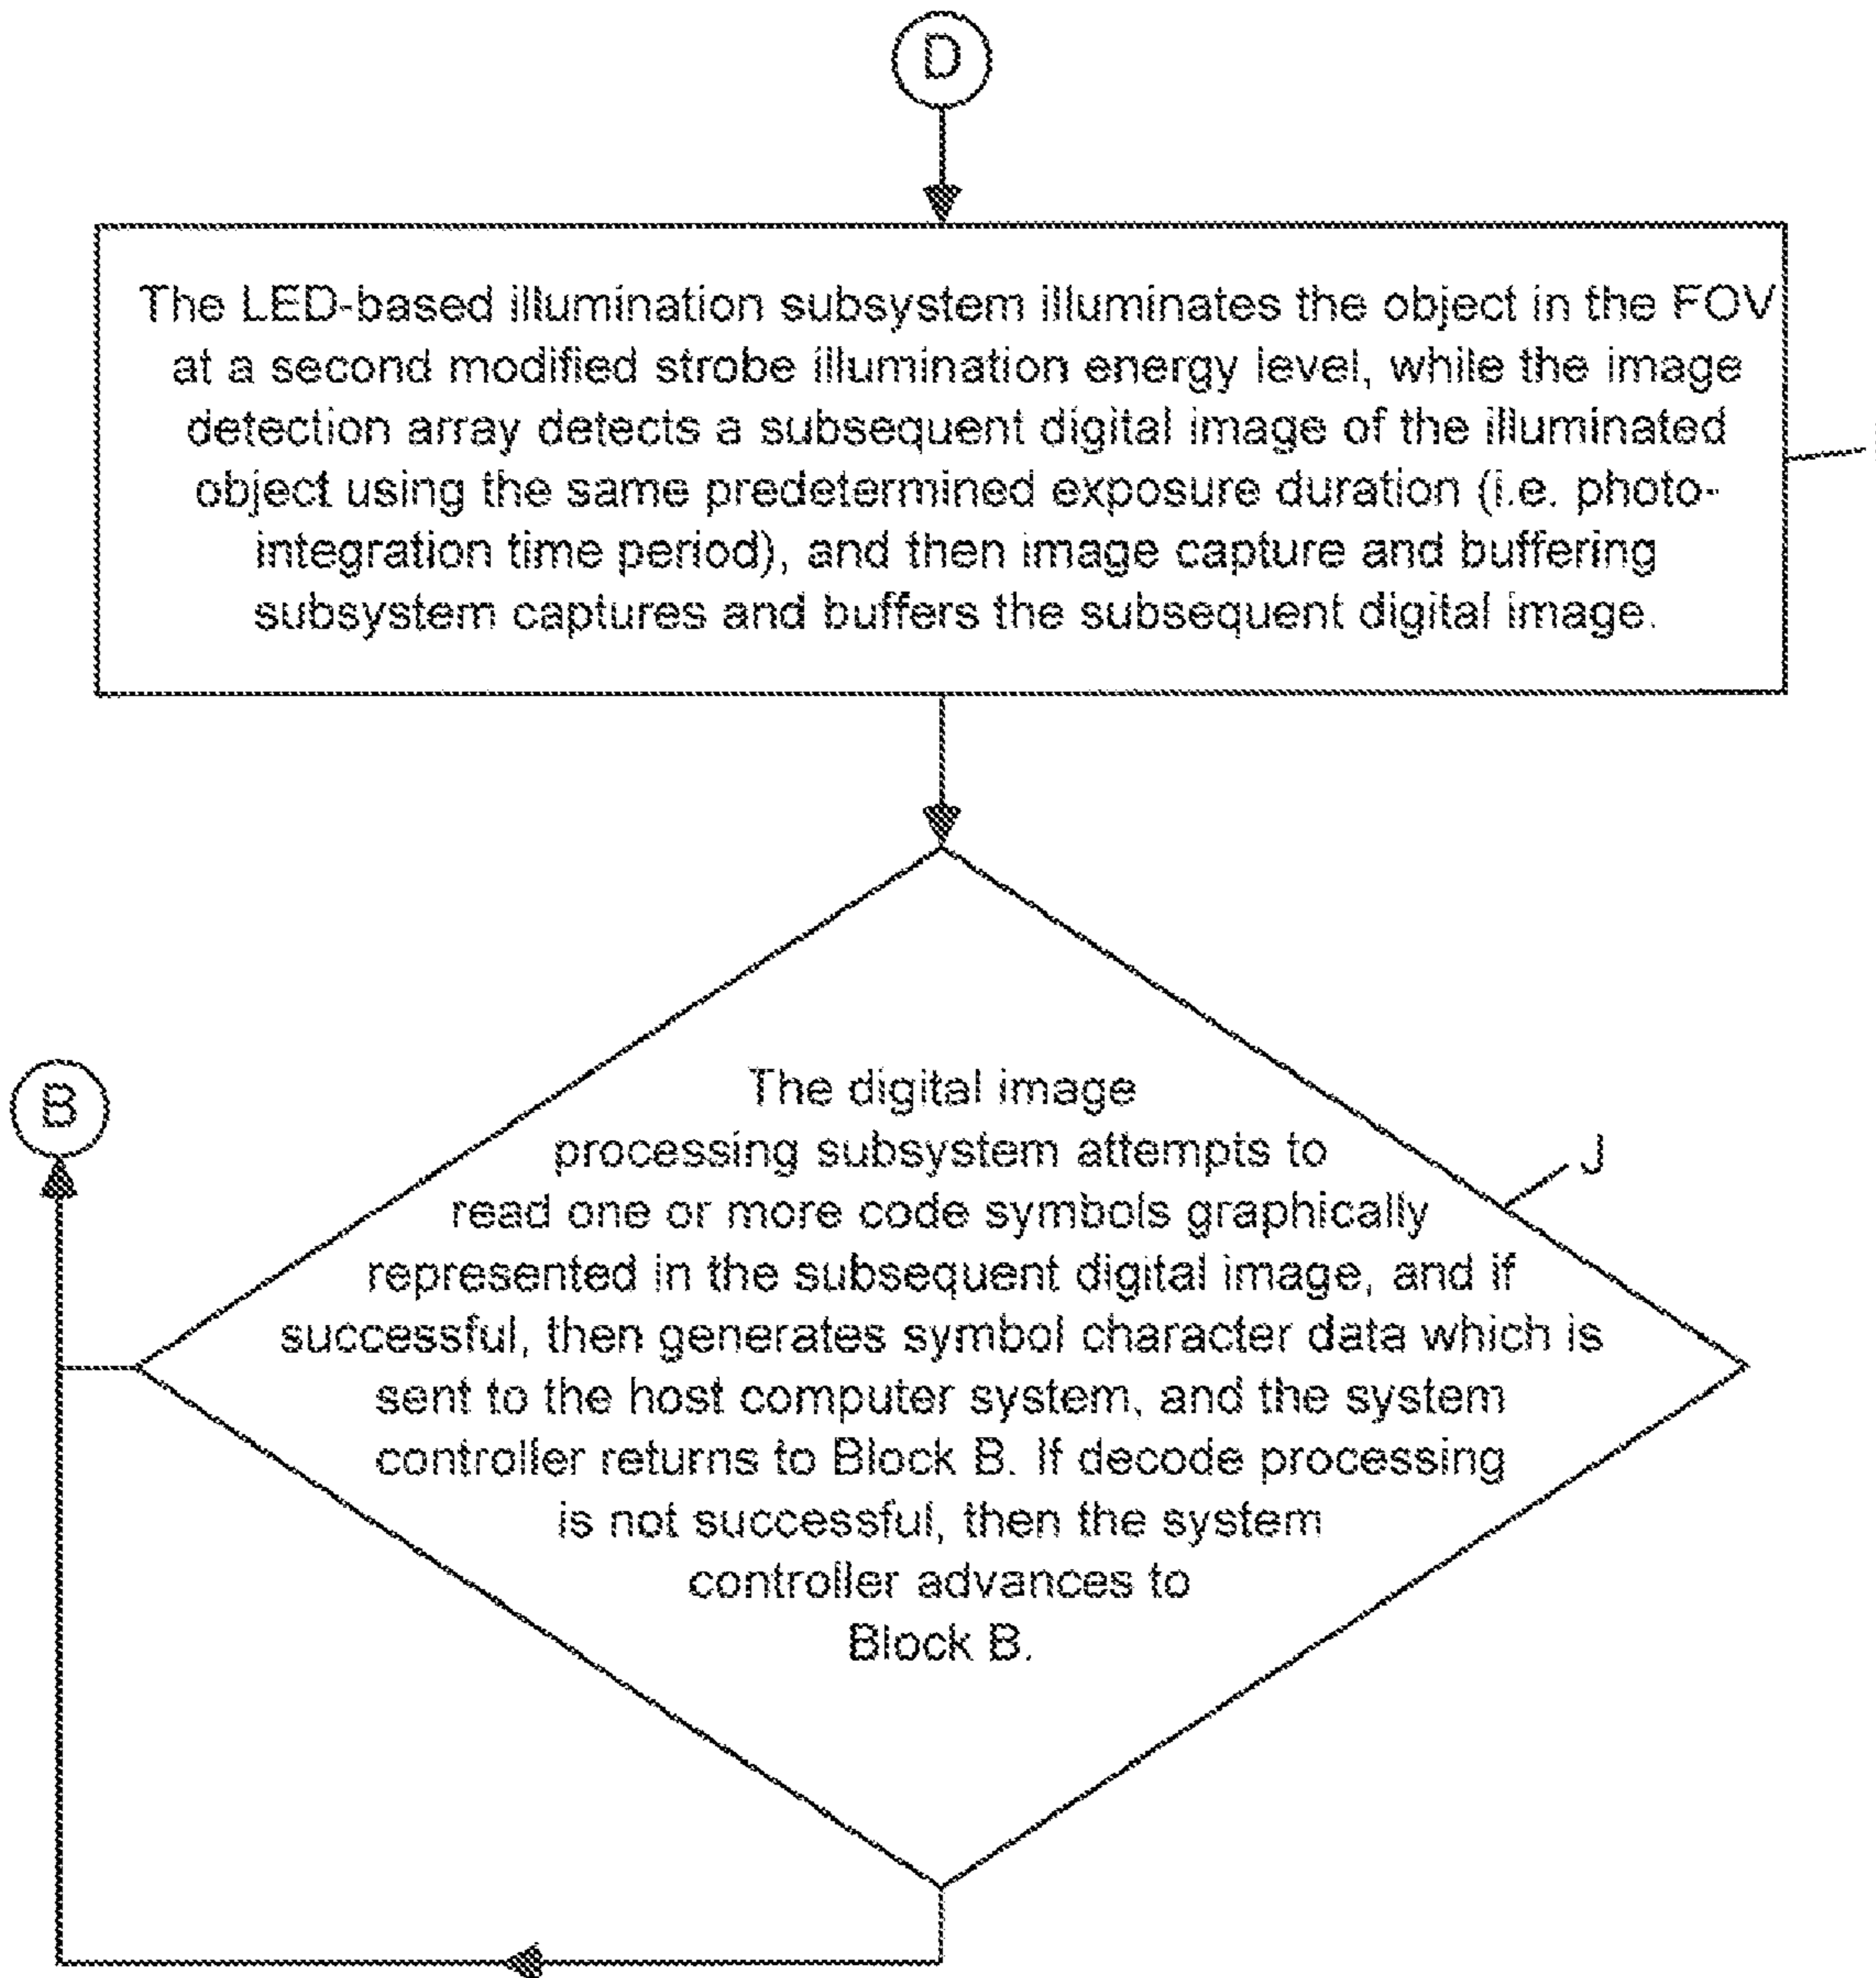 D
The LED-based illumination subsystem illuminates the object in the FOV
at a second modified strobe illumination energy level, while the image
detection array detects a subsequent digital image of the illuminated
object using the same predetermined exposure duration (i.e. photo-
integration time period), and then image capture and buffering
subsystem captures and buffers the subsequent digital image.
B
The digital image
processing subsystem attempts to
J
read one or more code symbols graphically
represented in the subsequent digital image, and if
successful, then generates symbol character data which is
sent to the host computer system, and the system
controller returns to Block B. If decode processing
is not successful, then the system
controller advances to
Block B.